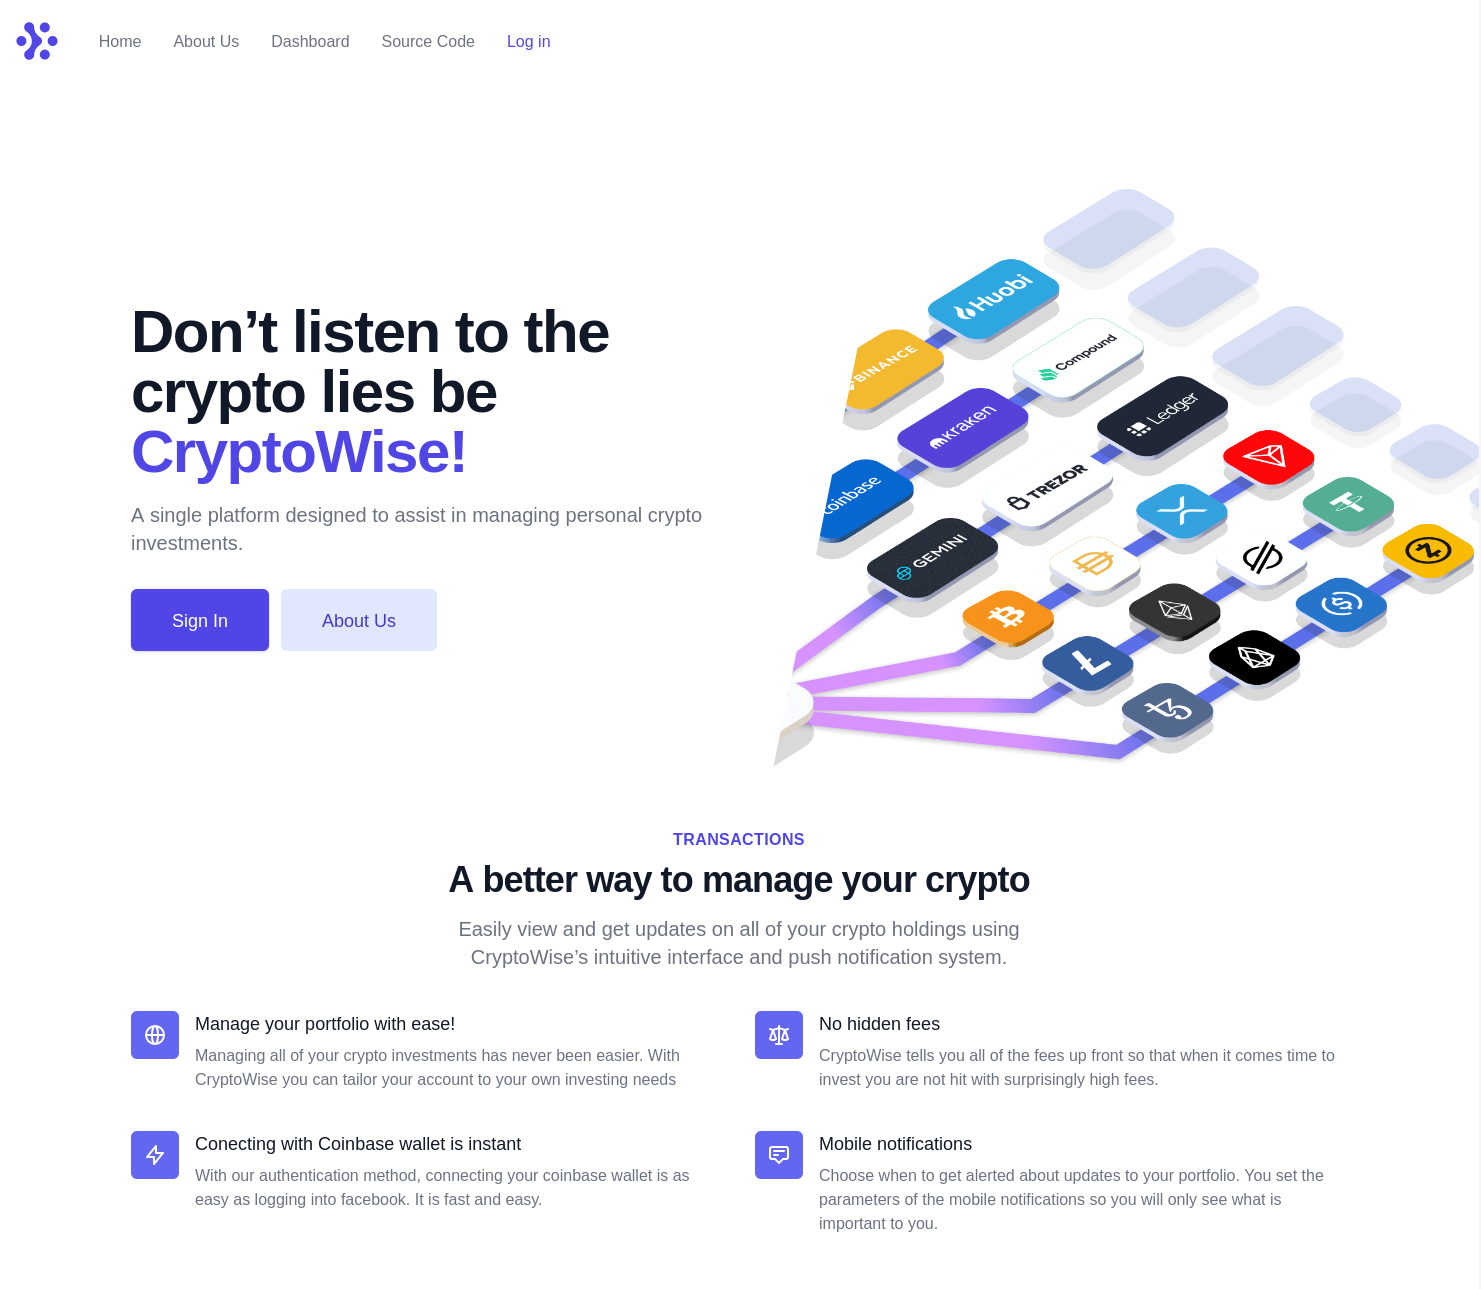 Home About Us Dashboard Source Code Log in
Don’t listen to the
crypto lies be
CryptoWise!
A single platform designed to assist in managing personal crypto
investments.
Sign In About Us
Huobi
BINANCE
Compound
kraken
Ledger
coinbase
TREZOR
GEMINI
TRANSACTIONS
A better way to manage your crypto
Easily view and get updates on all of your crypto holdings using
CryptoWise’s intuitive interface and push notification system.
Manage your portfolio with ease!
Managing all of your crypto investments has never been easier. With
CryptoWise you can tailor your account to your own investing needs
No hidden fees
CryptoWise tells you all of the fees up front so that when it comes time to
invest you are not hit with surprisingly high fees.
Conecting with Coinbase wallet is instant
With our authentication method, connecting your coinbase wallet is as
easy as logging into facebook. It is fast and easy.
Mobile notifications
Choose when to get alerted about updates to your portfolio. You set the
parameters of the mobile notifications so you will only see what is
important to you.